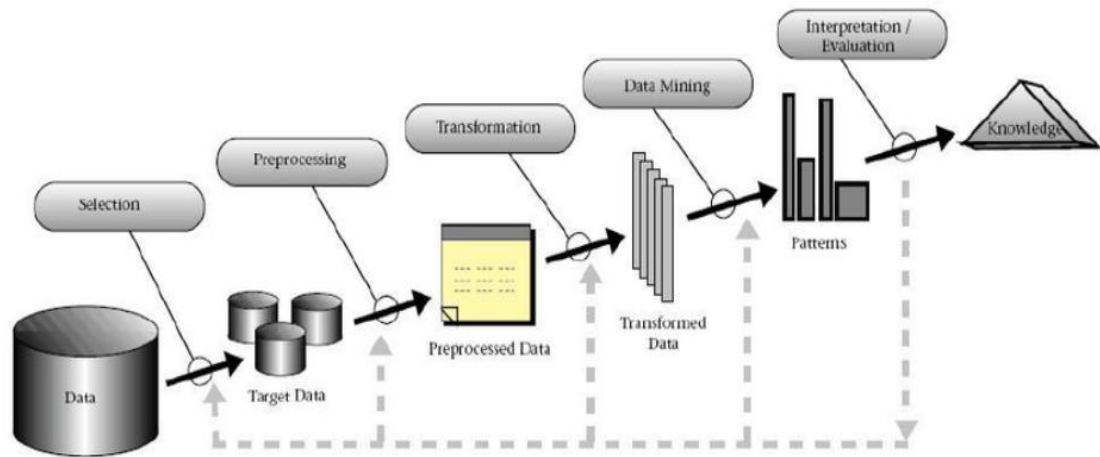 Interpretation /
Evaluation
Data Mining
Transformation
Preprocessing
Selection
Knowledge
Patterns
Transformed
Data
Preprocessed Data
Target Data
Data